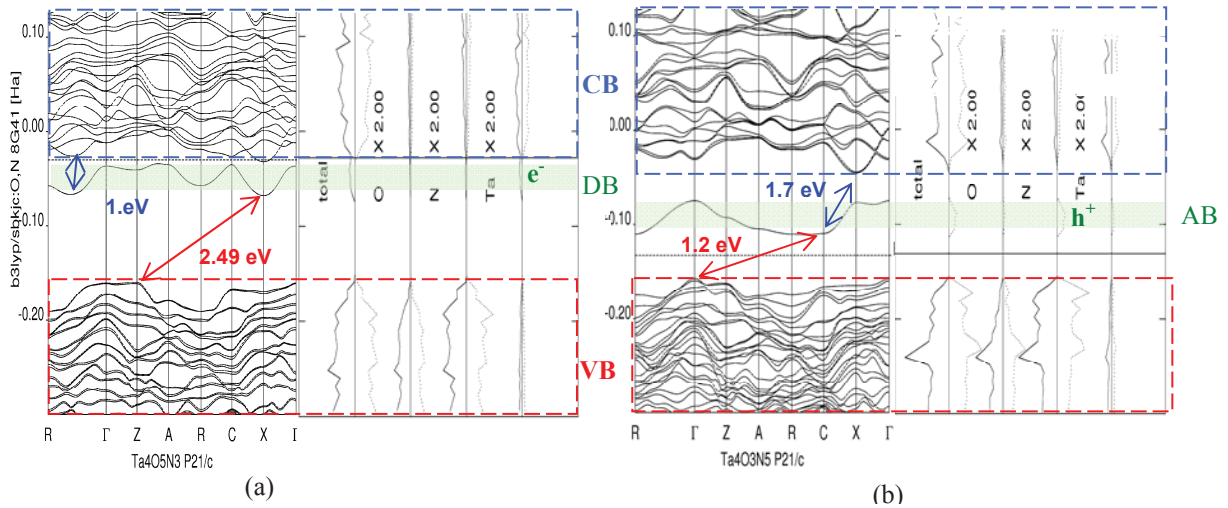 b3lyp/sbkjc:O,N 8G41 [Ha]
0.10
0.00
-0.10
-0.20
1.eV
2.49 eV
R Γ Z A R C X Γ
Ta4O5N3 P21/c
(a)
total
O X 2.00
N X 2.00
Ta X 2.00
e-
CB
DB
VB
0.10
0.00
-0.10
-0.20
1.7 eV
1.2 eV
R Γ Z A R C X Γ
Ta4O3N5 P21/c
(b)
total
O X 2.00
N X 2.00
Ta X 2.00
h+
AB